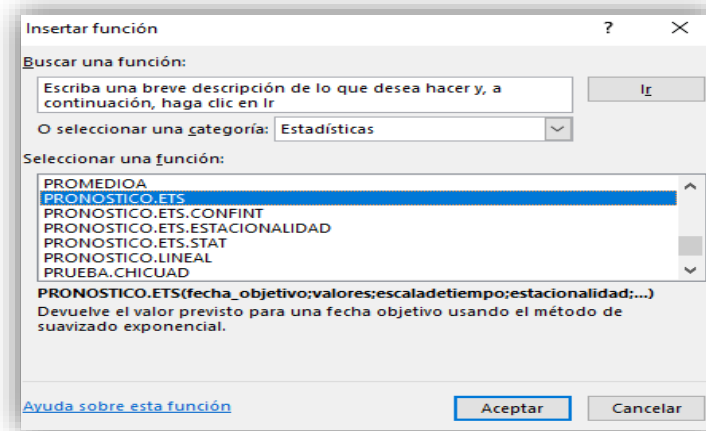 Insertar función
?
Buscar una función:
Escriba una breve descripción de lo que desea hacer y, a
continuación, haga clic en Ir
Ir
O seleccionar una categoría: Estadísticas
Seleccionar una función:
PROMEDIOA
PRONOSTICO.ETS
PRONOSTICO.ETS.CONFINT
PRONOSTICO.ETS.ESTACIONALIDAD
PRONOSTICO.ETS.STAT
PRONOSTICO.LINEAL
PRUEBA.CHICUAD
PRONOSTICO.ETS(fecha_objetivo;valores;escaladetiempo;estacionalidad;...)
Devuelve el valor previsto para una fecha objetivo usando el método de
suavizado exponencial.
Ayuda sobre esta función
Aceptar
Cancelar